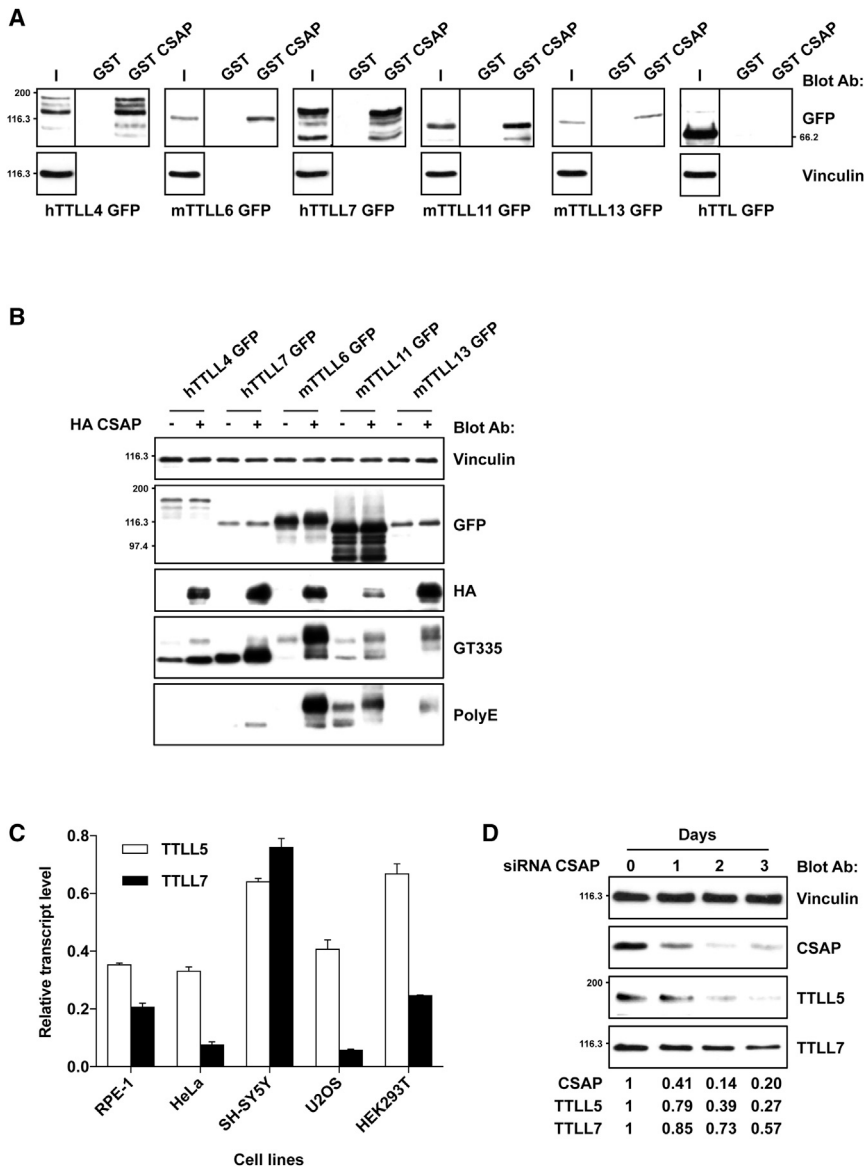 A
I GST GST CSAP I GST GST CSAP I GST GST CSAP I GST GST CSAP I GST GST CSAP I GST GST CSAP
Blot Ab:
200
116.3
GFP
66.2
116.3
Vinculin
hTTLL4 GFP mTTLL6 GFP hTTLL7 GFP mTTLL11 GFP mTTLL13 GFP hTTL GFP
B
hTTLL4 GFP hTTLL7 GFP mTTLL6 GFP mTTLL11 GFP mTTLL13 GFP
HA CSAP - + - + - + - + - + Blot Ab:
116.3
Vinculin
200
116.3
97.4
GFP
HA
GT335
PolyE
C
Relative transcript level
0.8
0.6
0.4
0.2
0.0
TTLL5
TTLL7
RPE-1 HeLa SH-SY5Y U2OS HEK293T
Cell lines
D
Days
siRNA CSAP 0 1 2 3 Blot Ab:
116.3
Vinculin
CSAP
200
TTLL5
116.3
TTLL7
CSAP 1 0.41 0.14 0.20
TTLL5 1 0.79 0.39 0.27
TTLL7 1 0.85 0.73 0.57